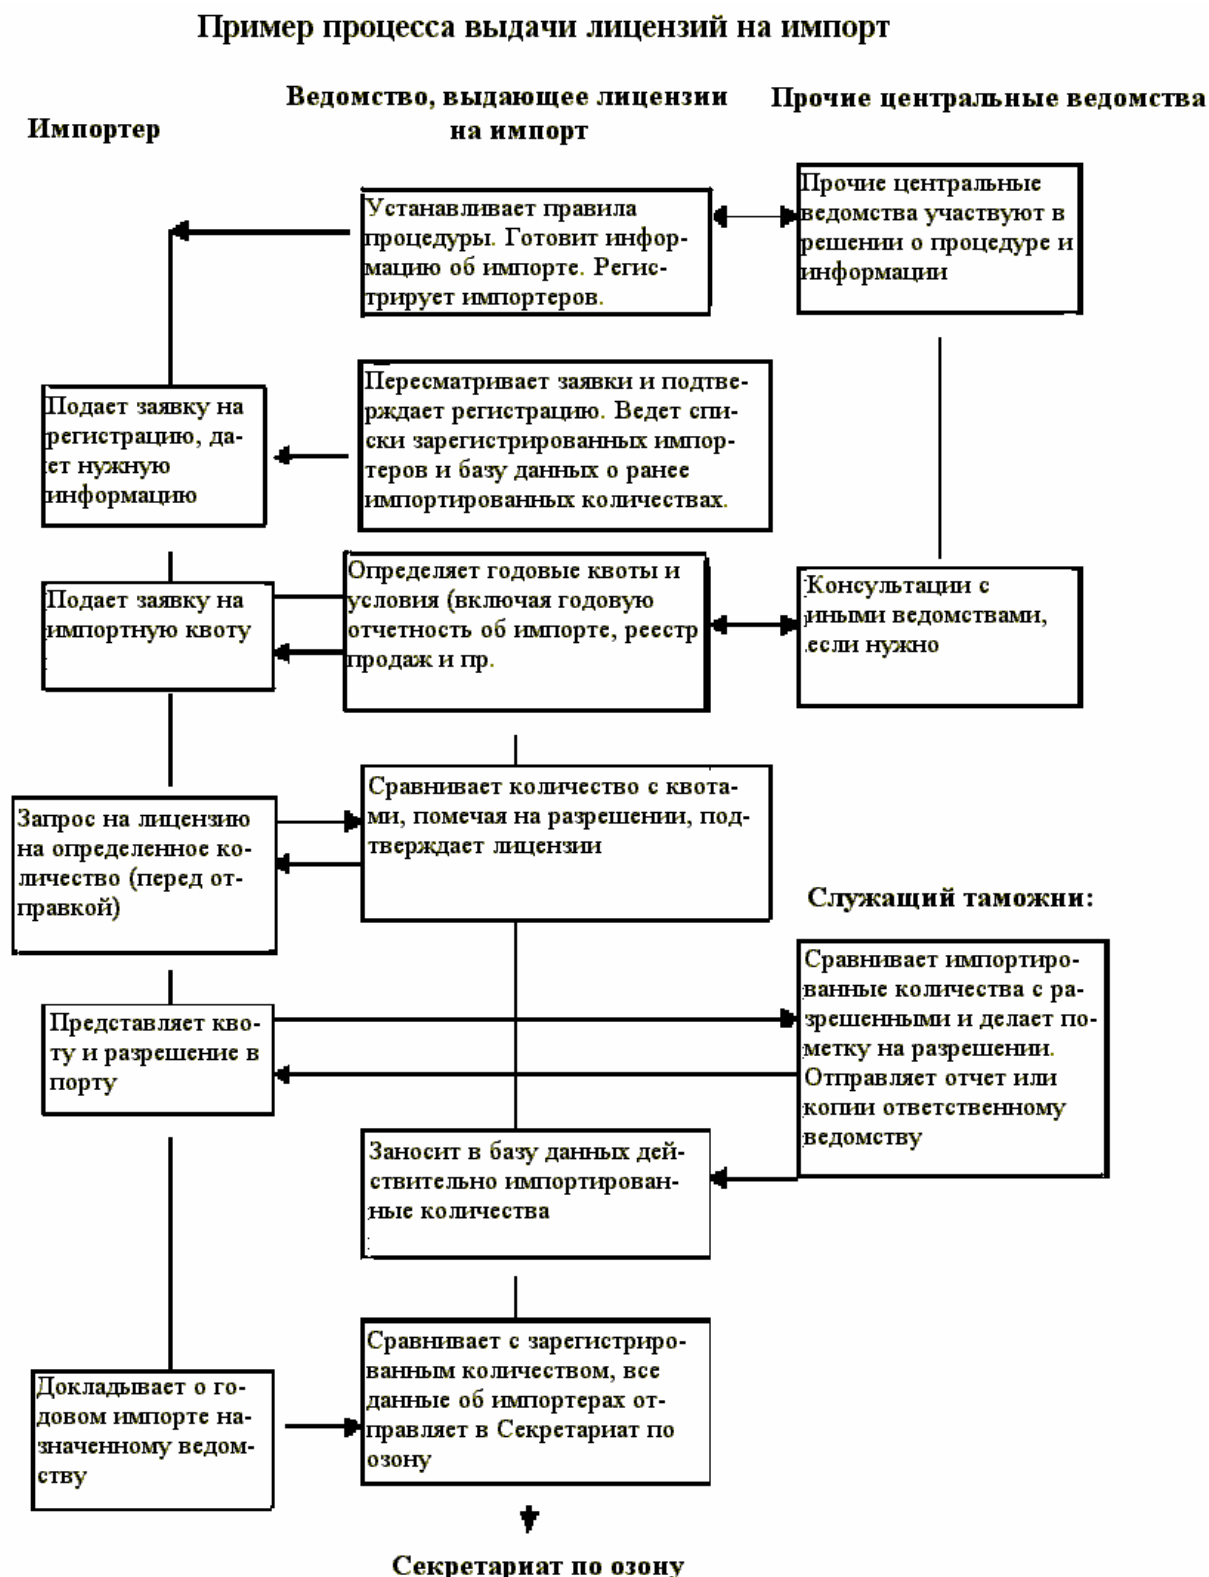 Пример процесса выдачи лицензий на импорт
Импортер
Ведомство, выдающее лицензии
на импорт
Прочие центральные ведомства
Устанавливает правила
процедуры. Готовит инфор-
мацию об импорте. Регис-
трирует импортеров.
Прочие центральные
ведомства участвуют в
решении о процедуре и
информации
Подает заявку на
регистрацию, да-
ет нужную
информацию
Пересматривает заявки и подтве-
рждает регистрацию. Ведет спи-
ски зарегистрированных импор-
теров и базу данных о ранее
импортированных количествах.
Подает заявку на
импортную квоту
Определяет годовые квоты и
условия (включая годовую
отчетность об импорте, реестр
продаж и пр.
Консультации с
иными ведомствами,
если нужно
Запрос на лицензию
на определенное ко-
личество (перед от-
правкой)
Сравнивает количество с квота-
ми, помечая на разрешении, под-
тверждает лицензии
Служащий таможни:
Представляет кво-
ту и разрешение в
порту
Сравнивает импортиро-
ванные количества с ра-
зрешенными и делает по-
метку на разрешении.
Отправляет отчет или
копии ответственному
ведомству
Заносит в базу данных дей-
ствительно импортирован-
ные количества
Докладывает о го-
довом импорте на-
значенному ведом-
ству
Сравнивает с зарегистриро-
ванным количеством, все
данные об импортерах от-
правляет в Секретариат по
озону
Секретариат по озону